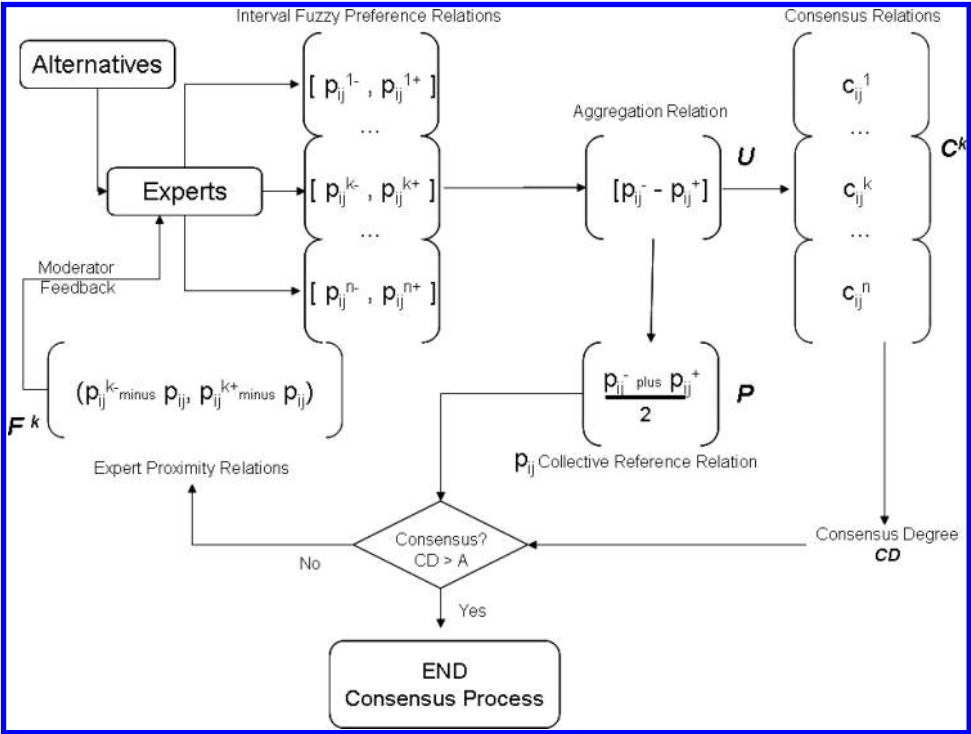 Interval Fuzzy Preference Relations
Consensus Relations
Alternatives
[ pij1- , pij1+ ]
...
[ pijk- , pijk+ ]
...
[ pijn- , pijn+ ]
Experts
Aggregation Relation
U
[pij- - pij+]
cij1
...
cijk
...
cijn
Ck
Moderator
Feedback
(pijk- minus pij, pijk+ minus pij)
F k
Expert Proximity Relations
pij- plus pij+
2
P
pij Collective Reference Relation
Consensus?
CD > A
No
Yes
Consensus Degree
CD
END
Consensus Process